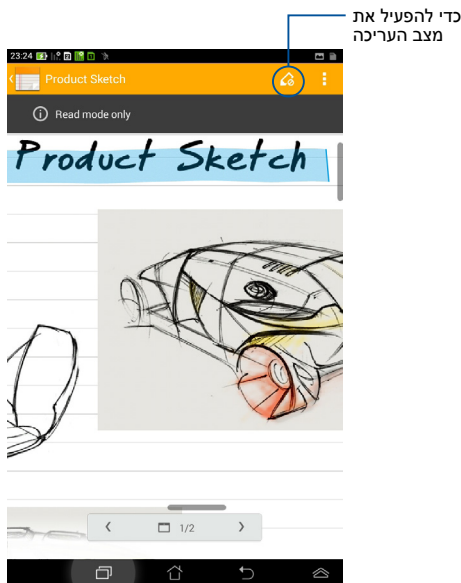 כדי להפעיל את
מצב העריכה
23:24
Product Sketch
Read mode only
Product Sketch
1/2